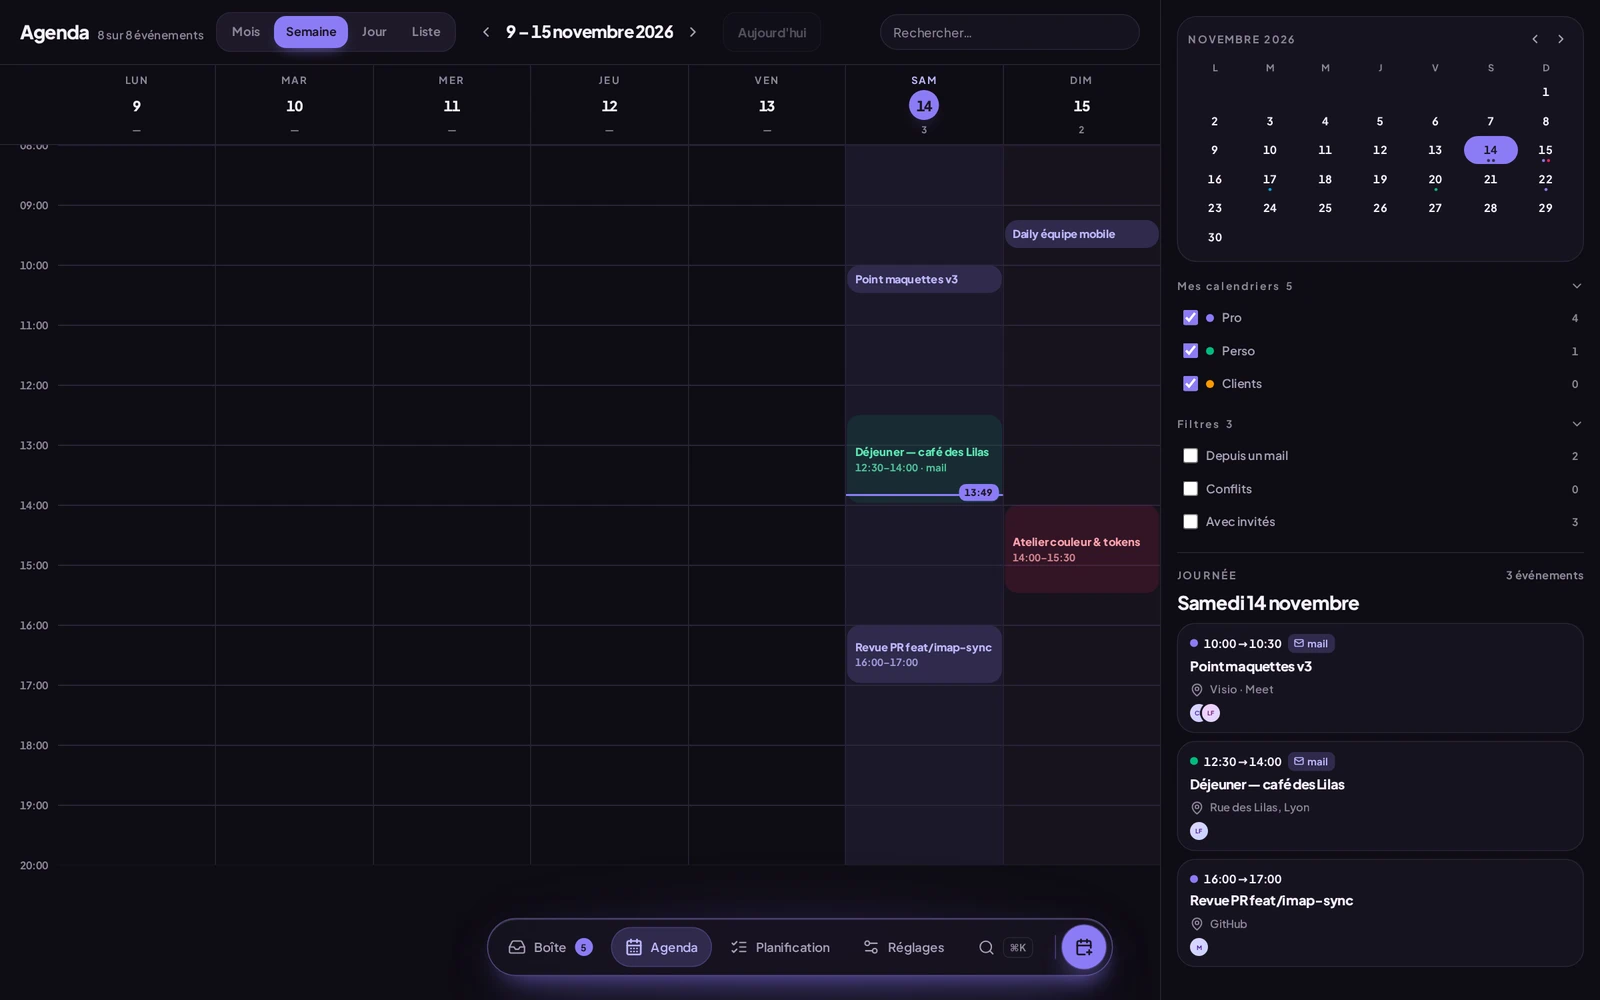 Agenda 8 sur 8 événements Mois Semaine Jour Liste 9 – 15 novembre 2026 Aujourd'hui Rechercher…
LUN MAR MER JEU VEN SAM DIM
9 10 11 12 13 14 15
— — — — — 3 2
08:00
09:00
Daily équipe mobile
10:00
Point maquettes v3
11:00
12:00
13:00
Déjeuner — café des Lilas
12:30–14:00 · mail
13:49
14:00
Atelier couleur & tokens
14:00–15:30
15:00
16:00
Revue PR feat/imap-sync
16:00–17:00
17:00
18:00
19:00
20:00
Boîte 5 Agenda Planification Réglages ⌘K
NOVEMBRE 2026
L M M J V S D
1
2 3 4 5 6 7 8
9 10 11 12 13 14 15
16 17 18 19 20 21 22
23 24 25 26 27 28 29
30
Mes calendriers 5
Pro 4
Perso 1
Clients 0
Filtres 3
Depuis un mail 2
Conflits 0
Avec invités 3
JOURNÉE 3 événements
Samedi 14 novembre
10:00→10:30 mail
Point maquettes v3
Visio · Meet
LF
12:30→14:00 mail
Déjeuner — café des Lilas
Rue des Lilas, Lyon
LF
16:00→17:00
Revue PR feat/imap-sync
GitHub
M